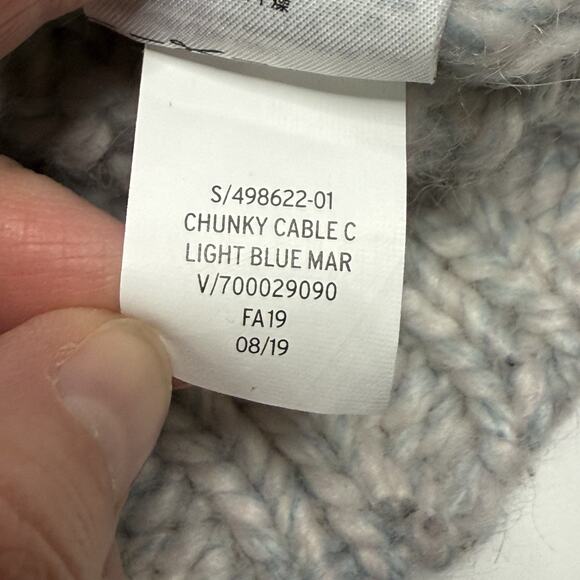 S/498622-01
CHUNKY CABLE C
LIGHT BLUE MAR
V/700029090
FA19
08/19